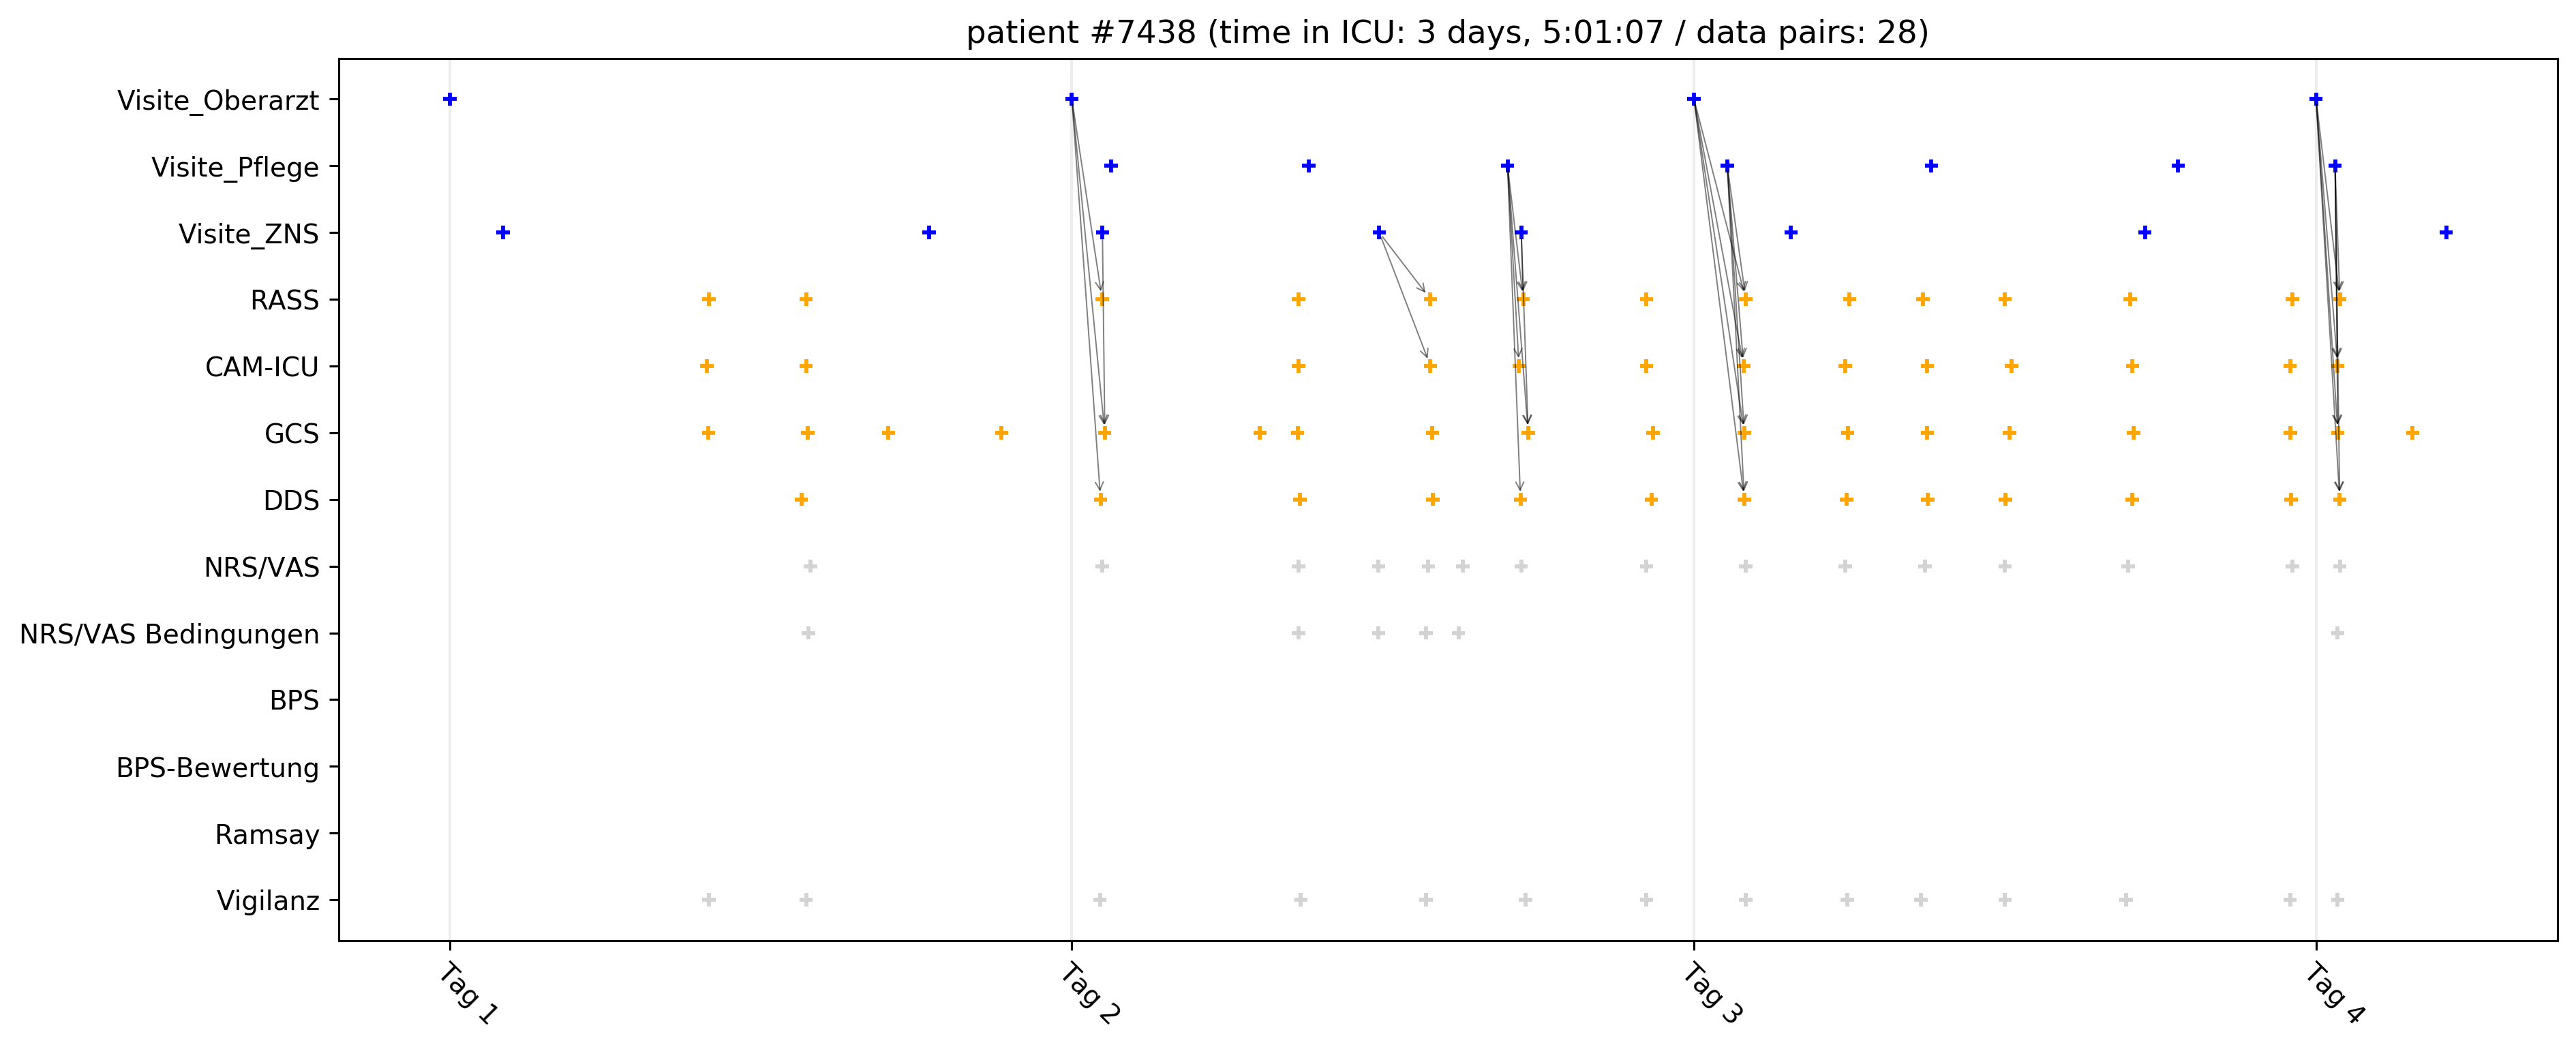 patient #7438 (time in ICU: 3 days, 5:01:07 / data pairs: 28)
Visite_Oberarzt
Visite_Pflege
Visite_ZNS
RASS
CAM-ICU
GCS
DDS
NRS/VAS
NRS/VAS Bedingungen
BPS
BPS-Bewertung
Ramsay
Vigilanz
Tag 1
Tag 2
Tag 3
Tag 4